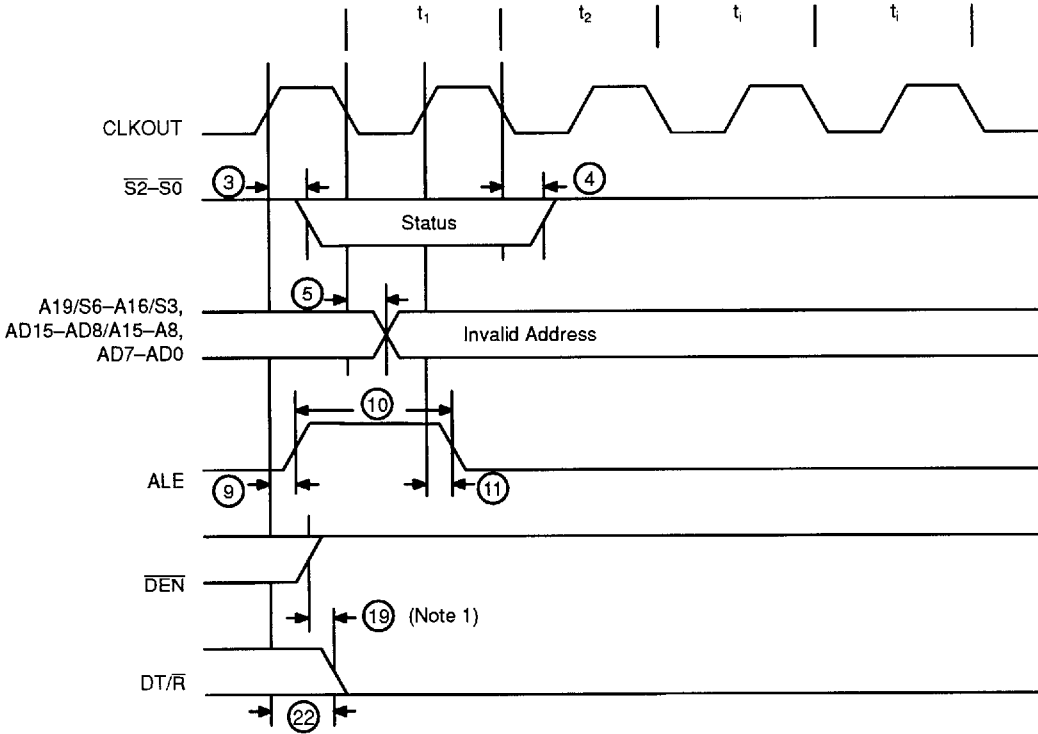 t1 t2 ti ti
CLKOUT
S2–S0
3
4
Status
A19/S6–A16/S3,
AD15–AD8/A15–A8,
AD7–AD0
5
Invalid Address
10
ALE
9
11
DEN
19 (Note 1)
DT/R
22